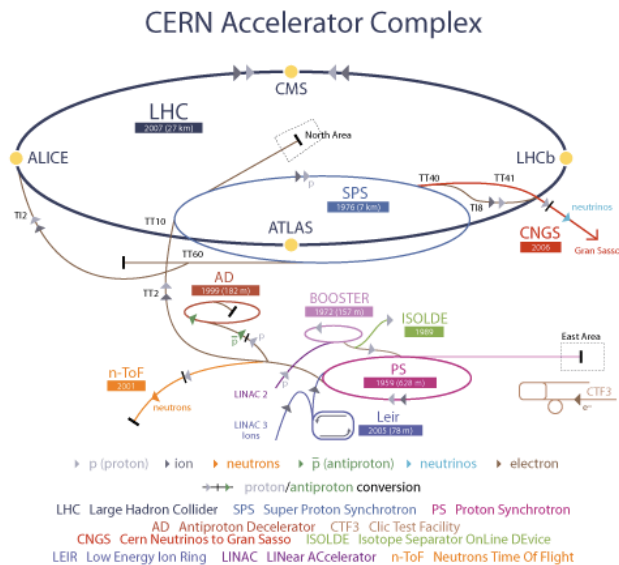 CERN Accelerator Complex
CMS
LHC
2007 (27 km)
North Area
ALICE
LHCb
TT40
TT41
SPS
1976 (7 km)
TI8
TI2
TT10
neutrinos
ATLAS
CNGS
2006
Gran Sasso
TT60
AD
1999 (182 m)
TT2
BOOSTER
1972 (157 m)
ISOLDE
1989
p
p
p
East Area
n-ToF
2001
LINAC 2
p
PS
1959 (628 m)
neutrons
CTF3
e-
LINAC 3
Ions
Leir
2005 (78 m)
p (proton) ion neutrons p (antiproton) neutrinos electron
proton/antiproton conversion
LHC Large Hadron Collider SPS Super Proton Synchrotron PS Proton Synchrotron
AD Antiproton Decelerator CTF3 Clic Test Facility
CNGS Cern Neutrinos to Gran Sasso ISOLDE Isotope Separator OnLine DEvice
LEIR Low Energy Ion Ring LINAC LINear ACcelerator n-ToF Neutrons Time Of Flight